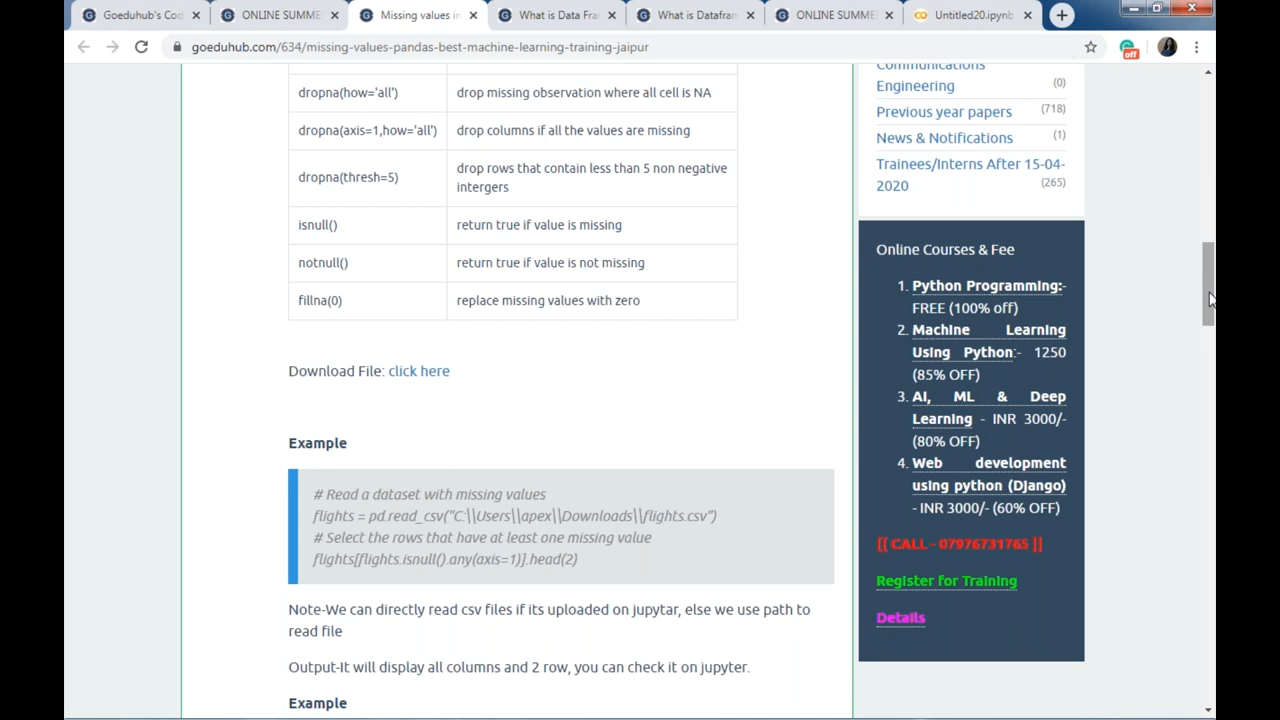 Goeduhub's Cod
ONLINE SUMME
Missing values in
What is Data Fra
What is Datafram
ONLINE SUMME
Untitled20.ipynb
goeduhub.com/634/missing-values-pandas-best-machine-learning-training-jaipur
off
dropna(how='all') drop missing observation where all cell is NA
dropna(axis=1,how='all') drop columns if all the values are missing
dropna(thresh=5) drop rows that contain less than 5 non negative
intergers
isnull() return true if value is missing
notnull() return true if value is not missing
fillna(0) replace missing values with zero
Download File: click here
Example
# Read a dataset with missing values
flights = pd.read_csv("C:\\Users\\apex\\Downloads\\flights.csv")
# Select the rows that have at least one missing value
flights[flights.isnull().any(axis=1)].head(2)
Note-We can directly read csv files if its uploaded on jupytar, else we use path to
read file
Output-It will display all columns and 2 row, you can check it on jupyter.
Example
Communications
Engineering (0)
Previous year papers (718)
News & Notifications (1)
Trainees/Interns After 15-04-
2020 (265)
Online Courses & Fee
1. Python Programming:-
FREE (100% off)
2. Machine Learning
Using Python:- 1250
(85% OFF)
3. AI, ML & Deep
Learning - INR 3000/-
(80% OFF)
4. Web development
using python (Django)
- INR 3000/- (60% OFF)
[[ CALL - 07976731765 ]]
Register for Training
Details